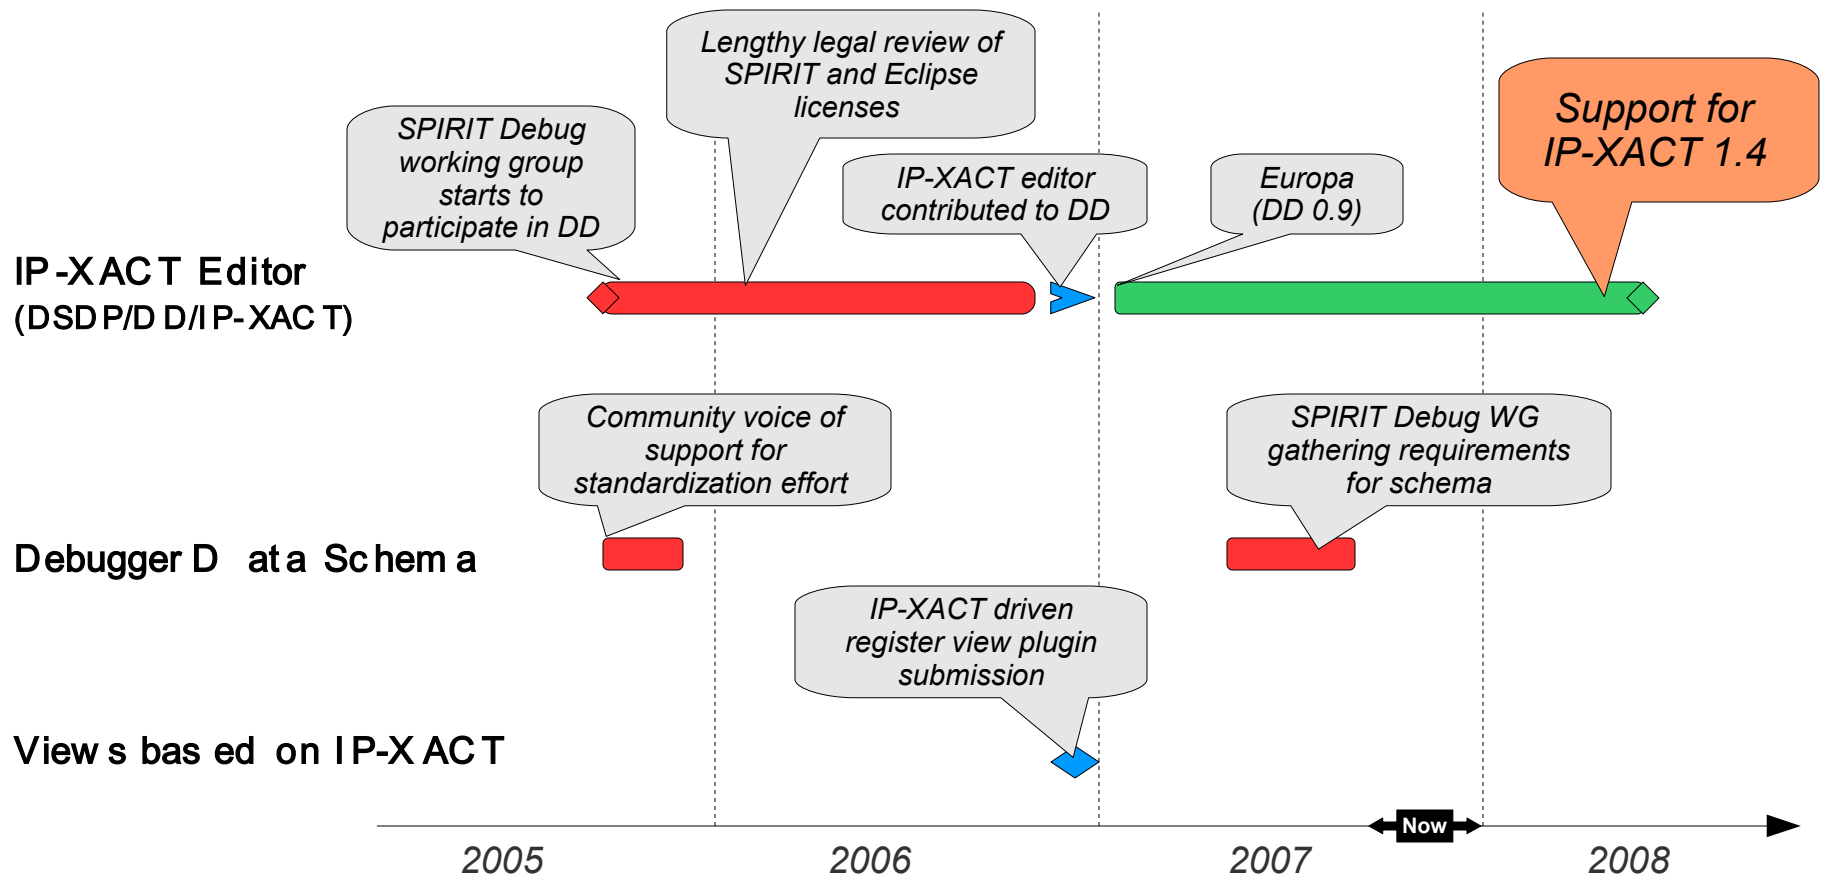 Lengthy legal review of
SPIRIT and Eclipse
licenses
SPIRIT Debug
working group
starts to
participate in DD
IP-XACT editor
contributed to DD
Europa
(DD 0.9)
Support for
IP-XACT 1.4
IP-XACT Editor
(DSDP/DD/IP-XACT)
Community voice of
support for
standardization effort
SPIRIT Debug WG
gathering requirements
for schema
Debugger Data Schema
IP-XACT driven
register view plugin
submission
Views based on IP-XACT
Now
2005 2006 2007 2008